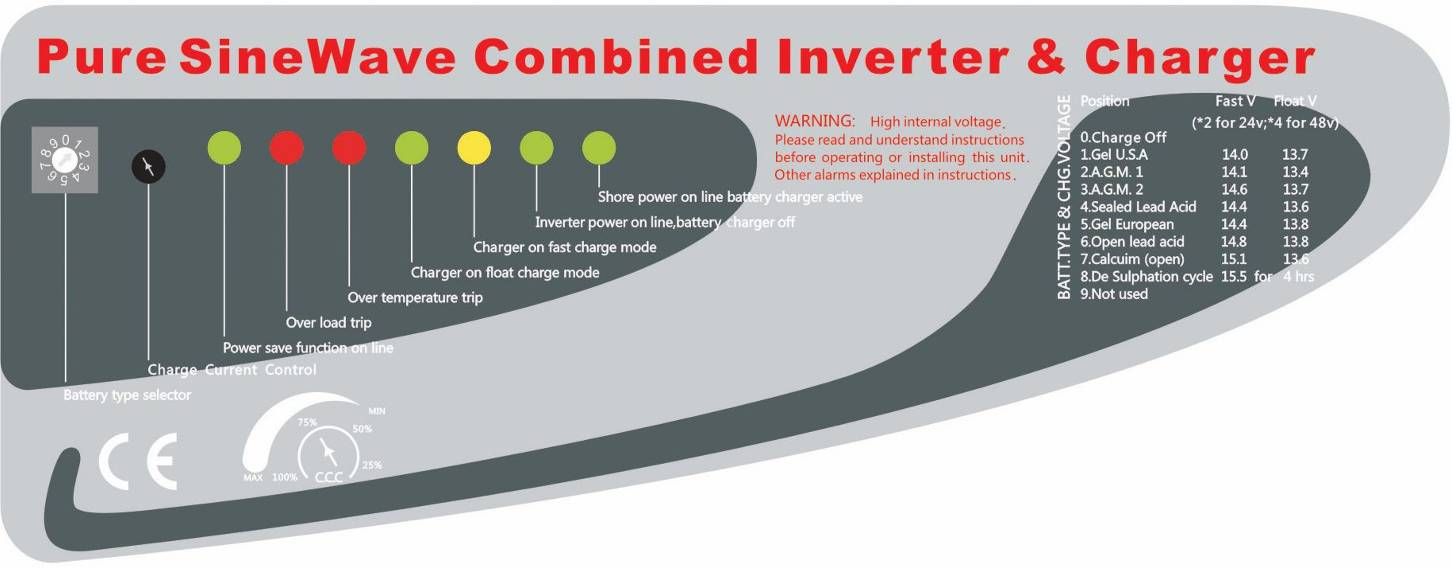 Pure SineWave Combined Inverter & Charger
WARNING: High internal voltage.
Please read and understand instructions
before operating or installing this unit.
Other alarms explained in instructions.
0 1 2 3 4 5 6 7 8 9
Shore power on line battery charger active
Inverter power on line,battery charger off
Charger on fast charge mode
Charger on float charge mode
Over temperature trip
Over load trip
Power save function on line
Charge Current Control
Battery type selector
BATT.TYPE & CHG.VOLTAGE
Position Fast V Float V
(*2 for 24v;*4 for 48v)
0.Charge Off
1.Gel U.S.A 14.0 13.7
2.A.G.M. 1 14.1 13.4
3.A.G.M. 2 14.6 13.7
4.Sealed Lead Acid 14.4 13.6
5.Gel European 14.4 13.8
6.Open lead acid 14.8 13.8
7.Calcuim (open) 15.1 13.6
8.De Sulphation cycle 15.5 for 4 hrs
9.Not used
CE
MIN
75% 50%
25%
MAX 100% CCC